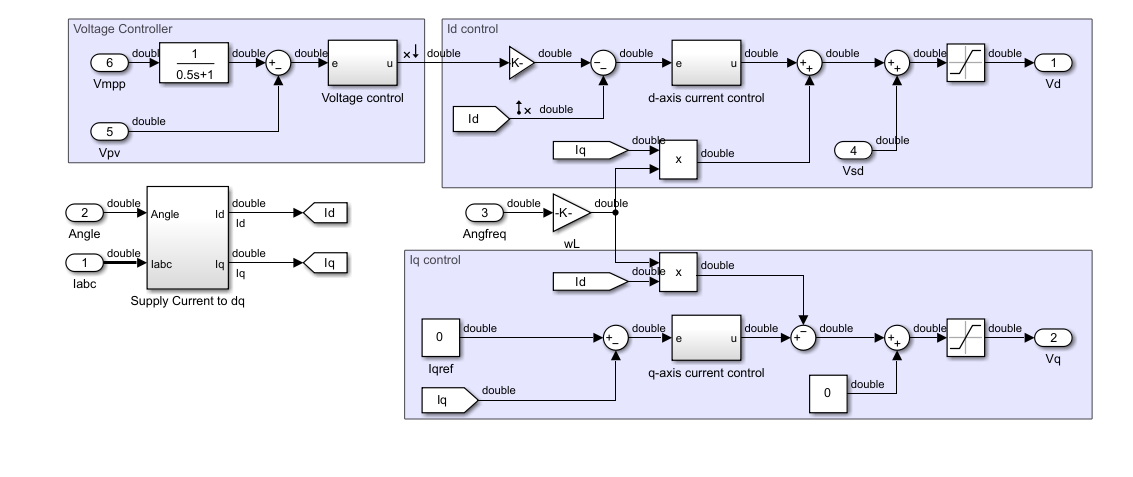 Voltage Controller
6
Vmpp
double
1
0.5s+1
double
+
−
double
e
u
Voltage control
double
5
Vpv
double
Id control
K-
double
−
−
double
e
u
d-axis current control
double
+
+
double
+
+
double
double
1
Vd
Id
double
Iq
double
x
double
4
Vsd
double
2
Angle
double
1
Iabc
double
Angle
Iabc
Id
Iq
Supply Current to dq
double
Id
Id
double
Iq
Iq
3
Angfreq
double
-K-
wL
double
Iq control
Id
double
x
double
0
Iqref
double
+
−
double
e
u
q-axis current control
double
−
+
double
+
+
double
double
2
Vq
Iq
double
0
double